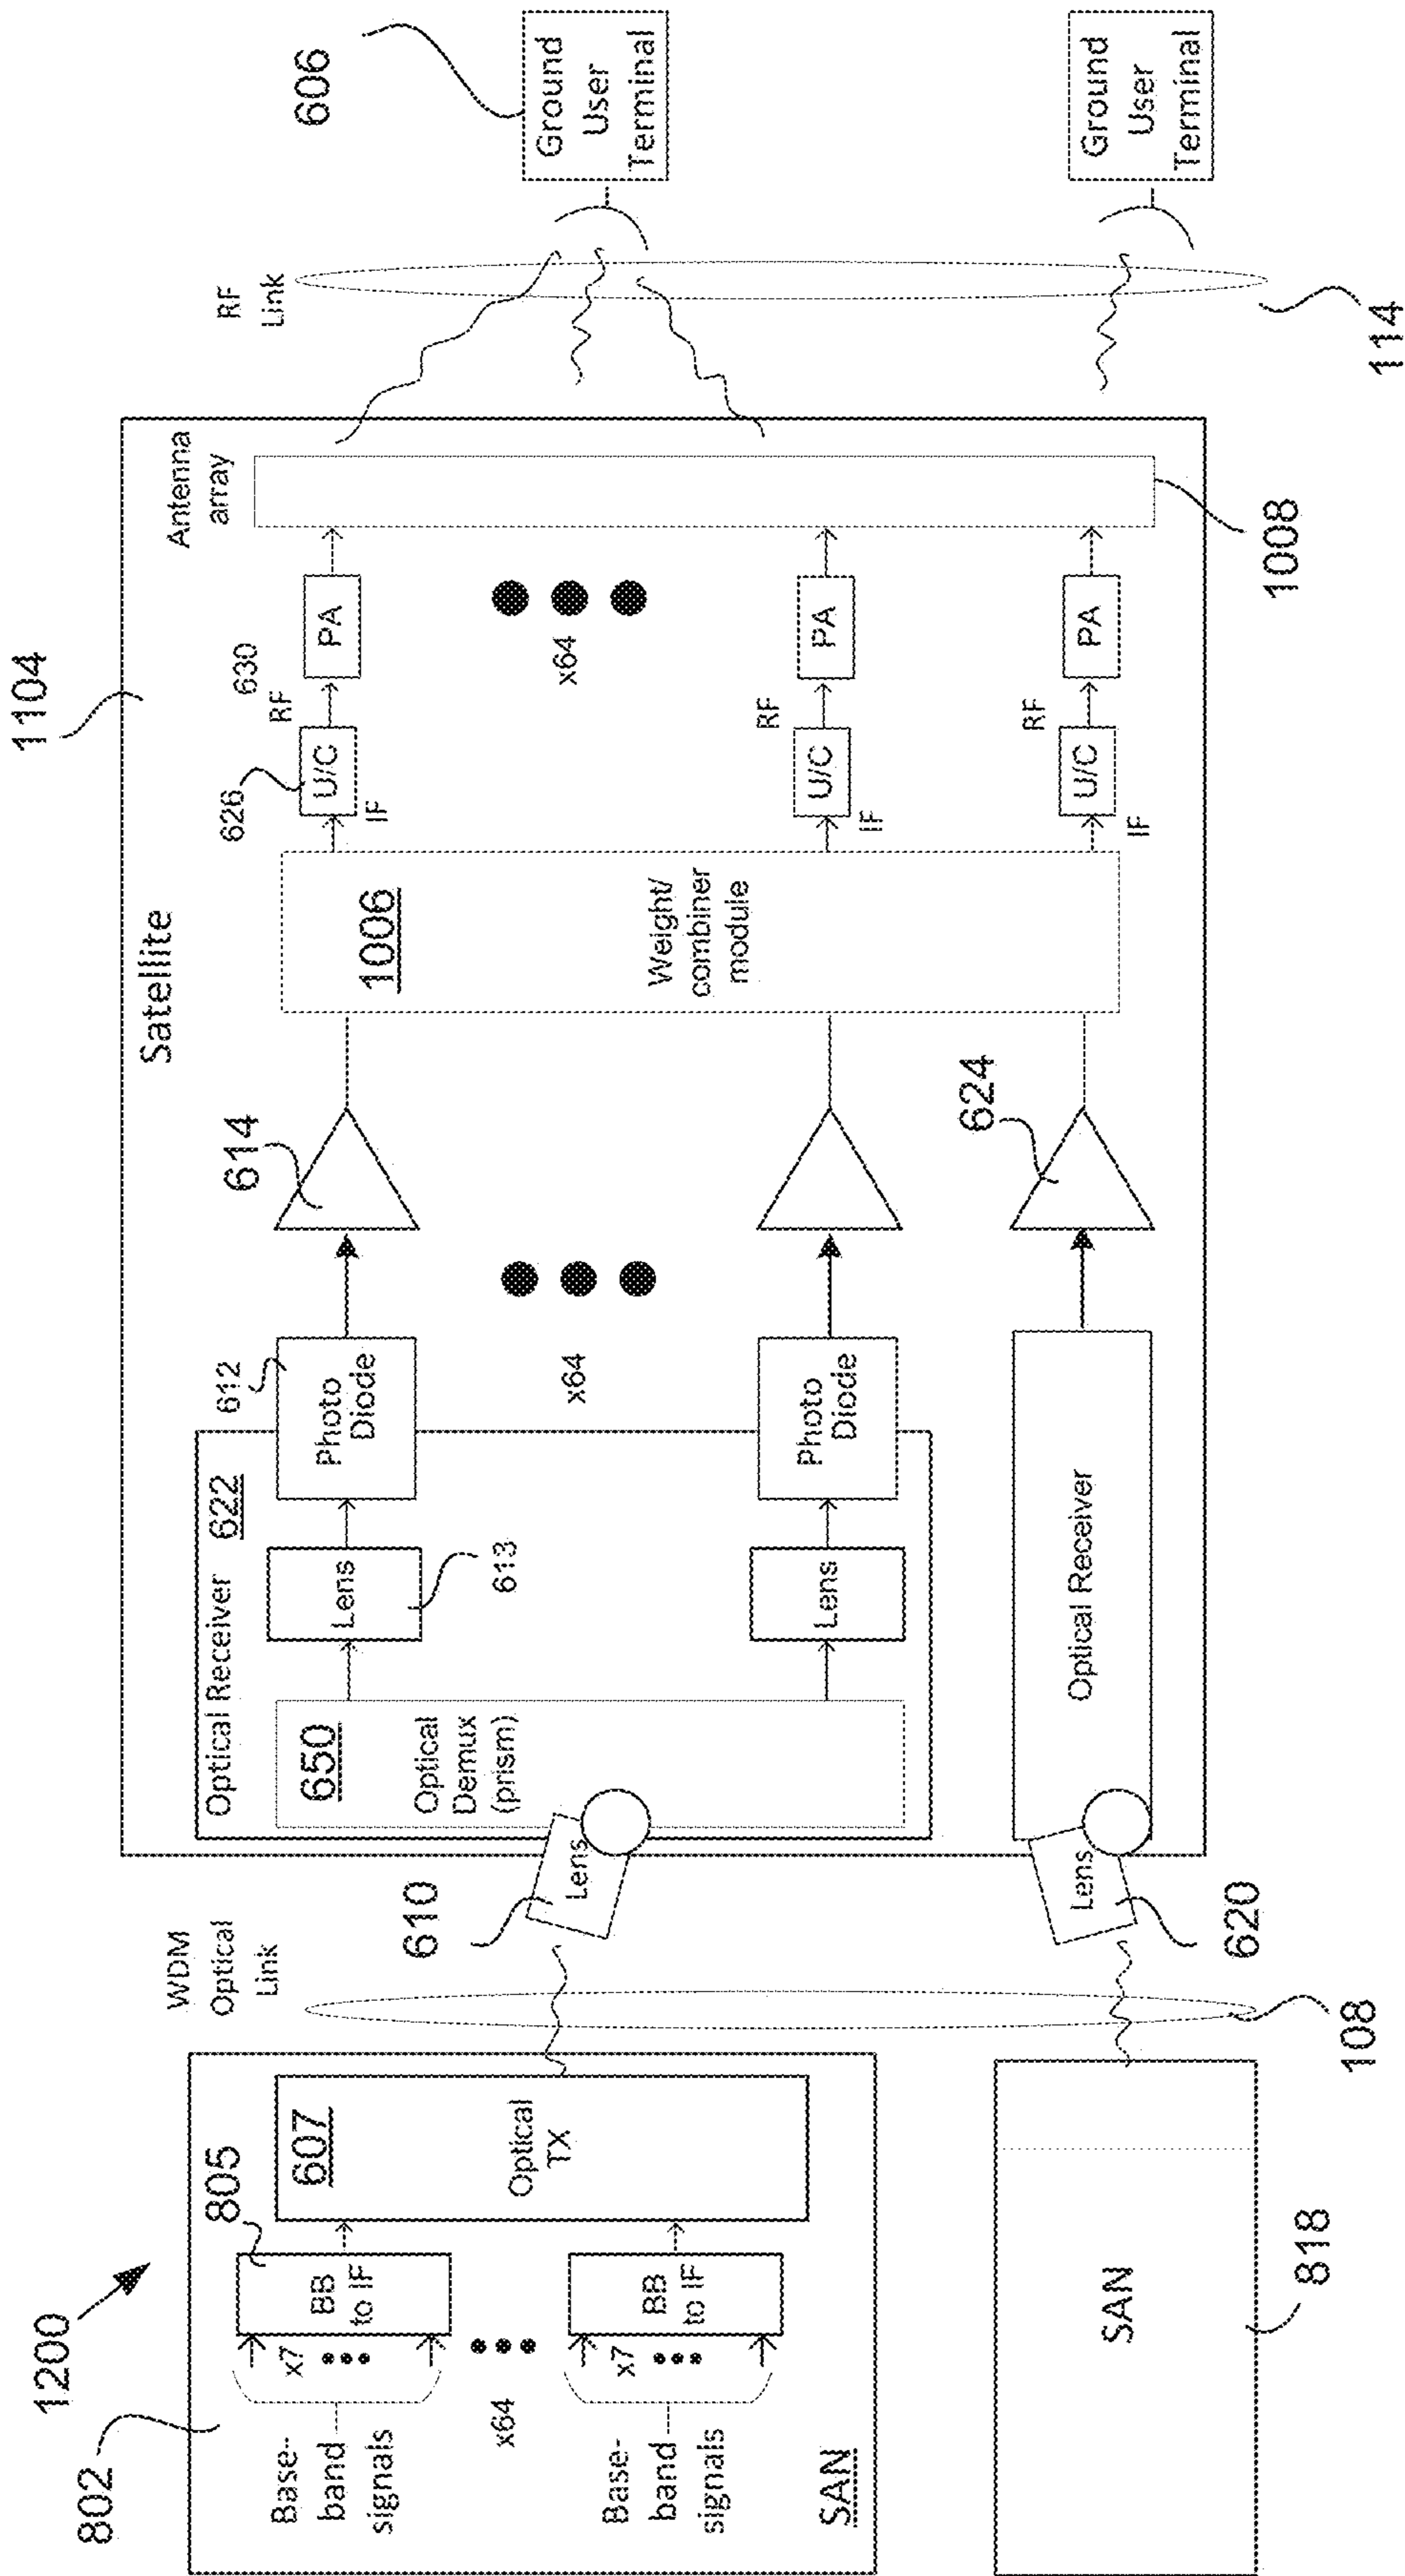 1200
802
805
Base-
band
signals
x7
BB
to IF
x64
Base-
band
signals
x7
BB
to IF
607
Optical
TX
SAN
SAN
818
WDM
Optical
Link
108
610
Lens
Lens
620
1104
Satellite
Optical Receiver 622
650
Optical
Demux
(prism)
Lens
613
Lens
612
Photo
Diode
x64
Photo
Diode
Optical Receiver
614
624
1006
Weight/
combiner
module
626
U/C
IF
RF
630
PA
x64
U/C
IF
RF
PA
U/C
IF
RF
PA
Antenna
array
1008
RF
Link
114
606
Ground
User
Terminal
Ground
User
Terminal